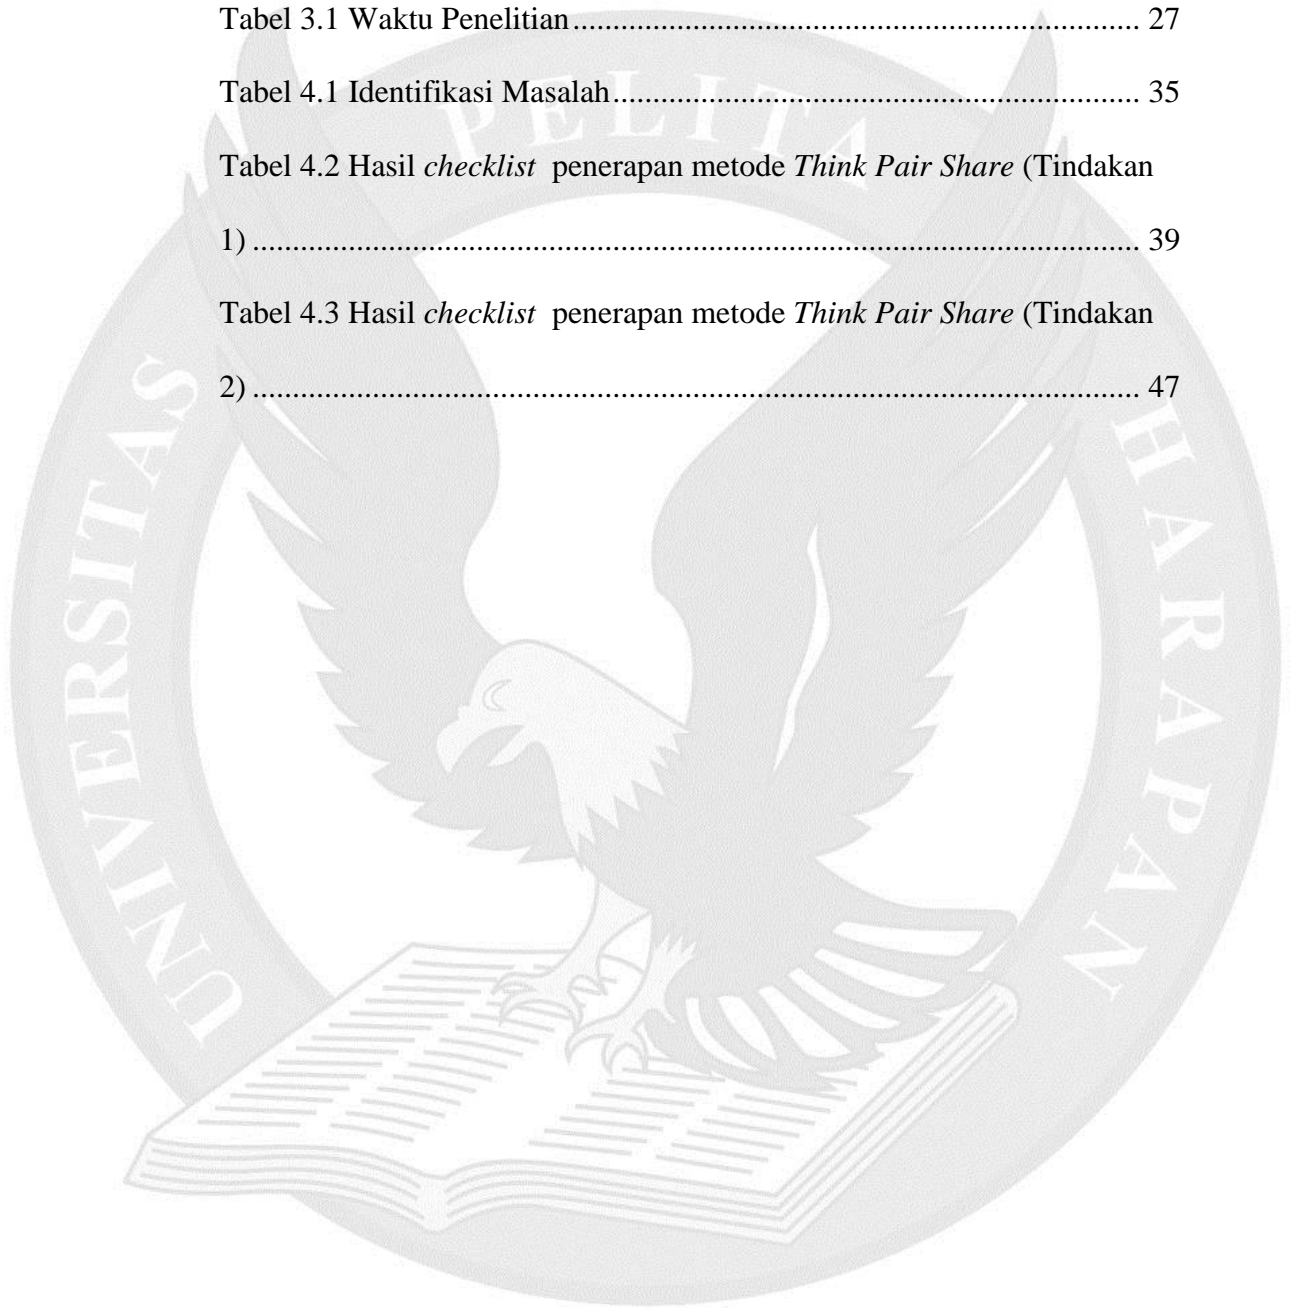 Tabel 3.1 Waktu Penelitian........................................................................... 27
Tabel 4.1 Identifikasi Masalah...................................................................... 35
Tabel 4.2 Hasil checklist penerapan metode Think Pair Share (Tindakan
1) ..................................................................................................................... 39
Tabel 4.3 Hasil checklist penerapan metode Think Pair Share (Tindakan
2) ..................................................................................................................... 47
UNIVERSITAS PELITA HARAPAN